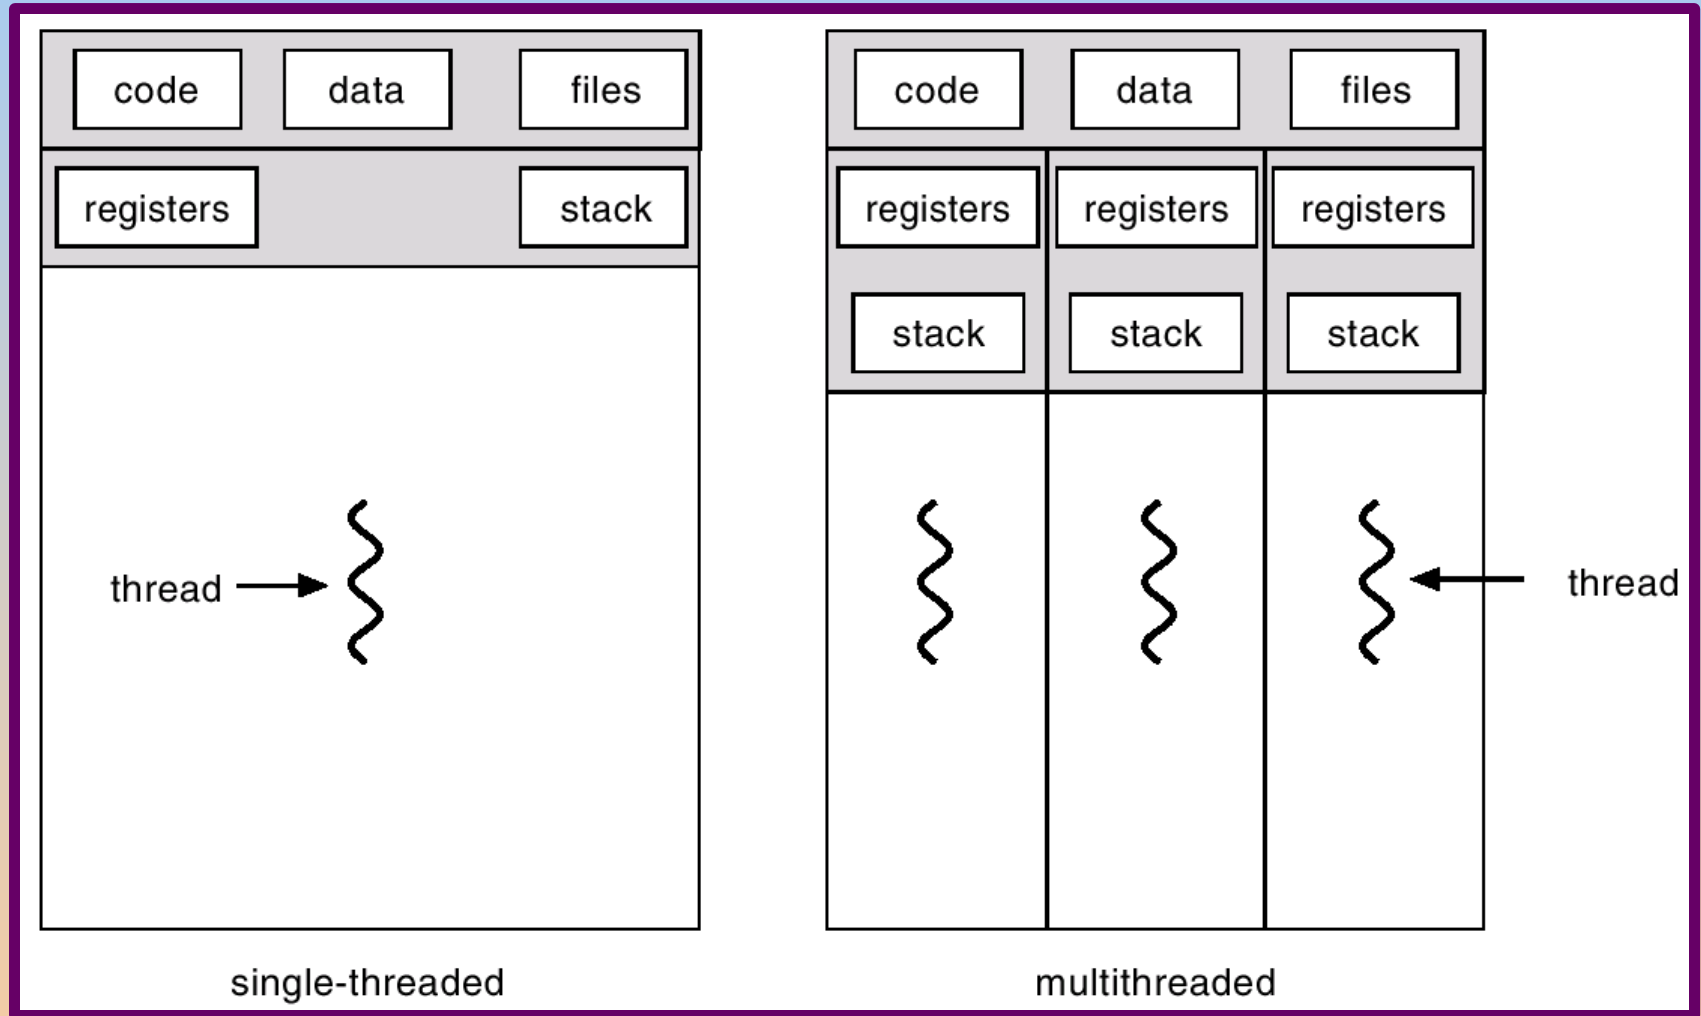 code data files
registers stack
thread
single-threaded
code data files
registers registers registers
stack stack stack
thread
multithreaded